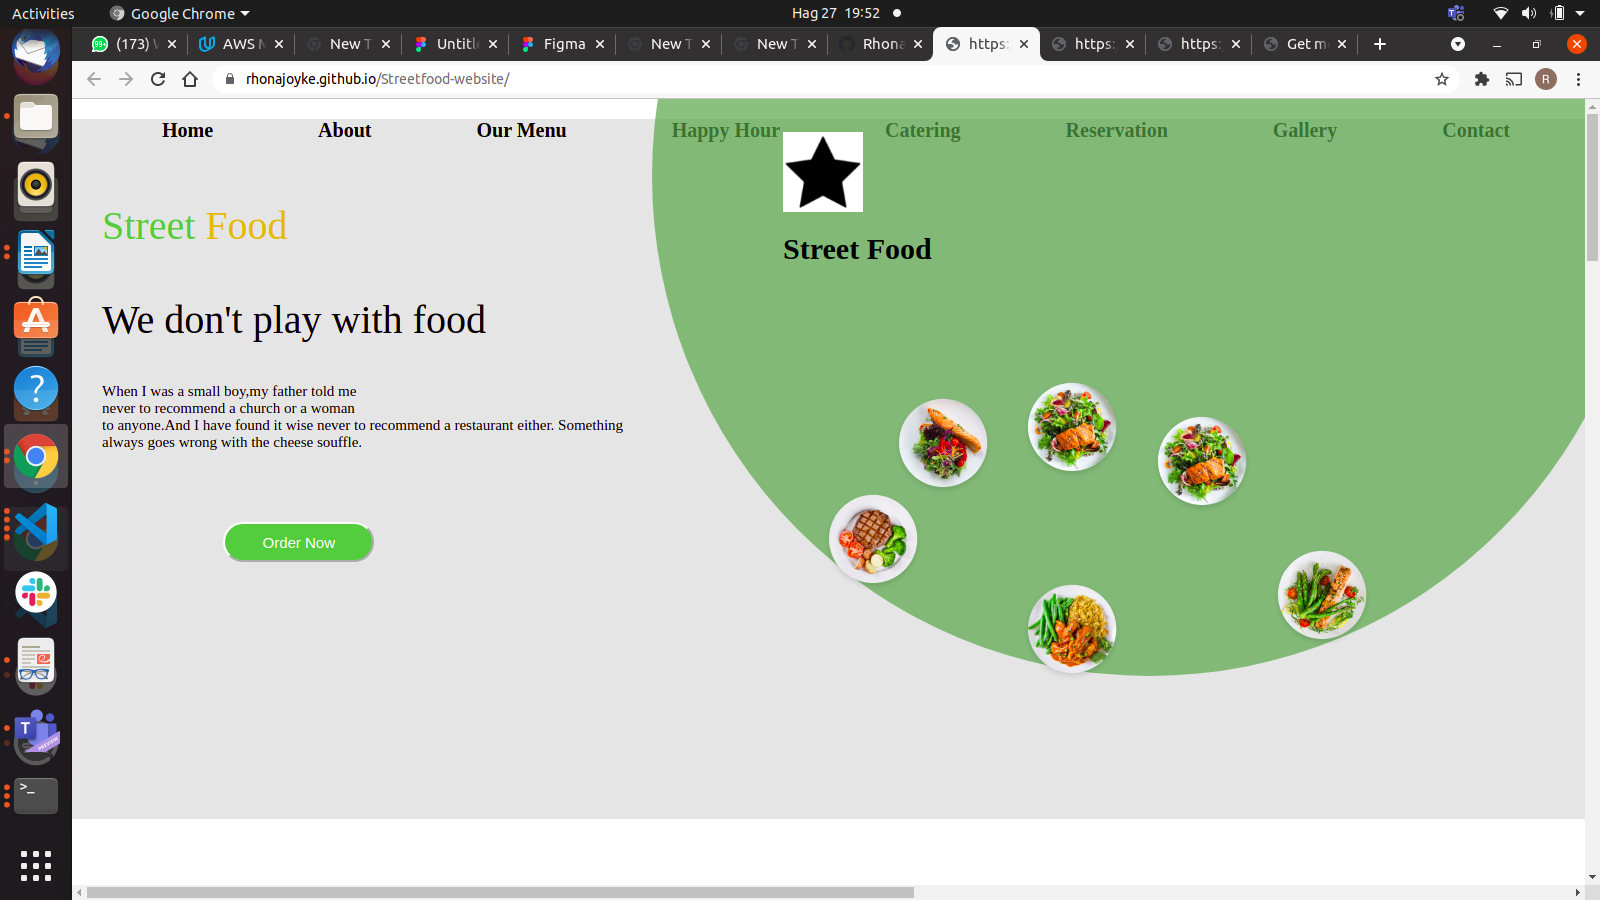 Activities Google Chrome Hag 27 19:52
(173) AWS New T Untitle Figma New T New T Rhona https: https: https: Get m
rhonajoyke.github.io/Streetfood-website/ R
Home About Our Menu Happy Hour Catering Reservation Gallery Contact
Street Food
Street Food
We don't play with food
When I was a small boy,my father told me
never to recommend a church or a woman
to anyone.And I have found it wise never to recommend a restaurant either. Something
always goes wrong with the cheese souffle.
Order Now